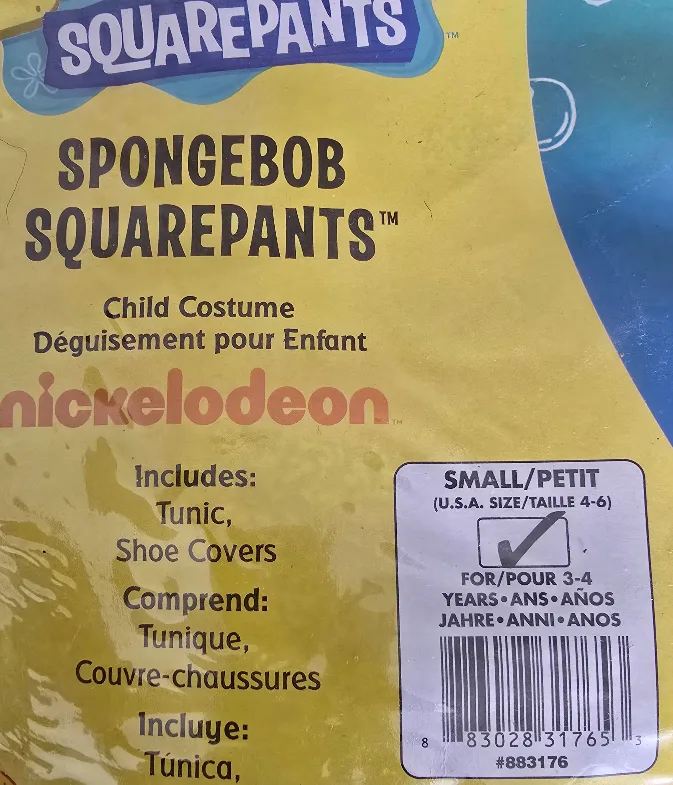 SQUAREPANTS™
SPONGEBOB
SQUAREPANTS™
Child Costume
Déguisement pour Enfant
nickelodeon™
Includes:
Tunic,
Shoe Covers
Comprend:
Tunique,
Couvre-chaussures
Incluye:
Túnica,
SMALL/PETIT
(U.S.A. SIZE/TAILLE 4-6)
FOR/POUR 3-4
YEARS•ANS•AÑOS
JAHRE•ANNI•ANOS
8 83028 31765 3
#883176